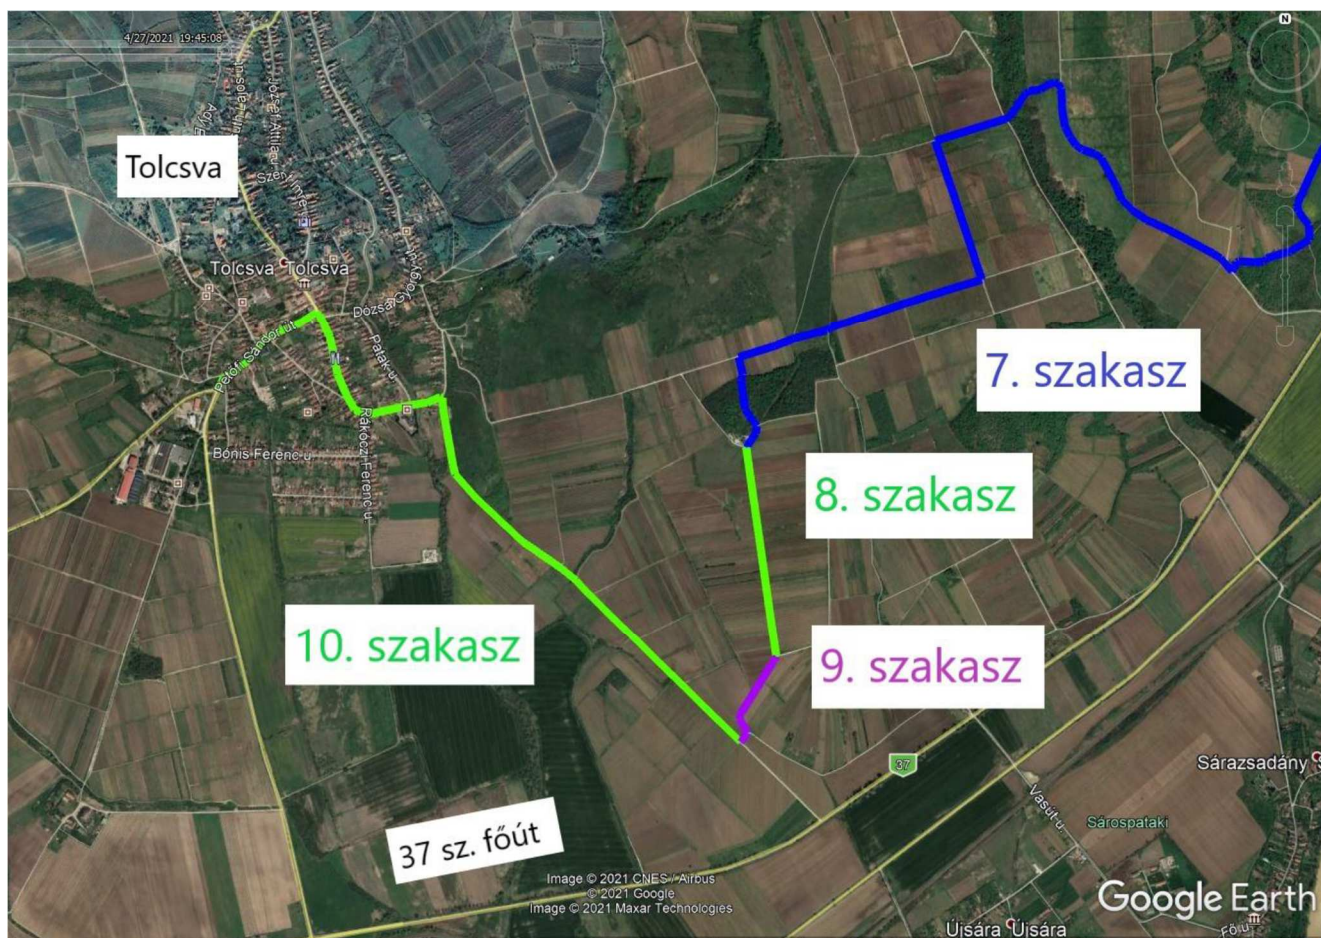 4/27/2021 19:45:08
N
József Attila u
Tolcsva
Tolcsva Tolcsva
Dózsa György
Petőfi Sándor út
Patak u
M
7. szakasz
Rákóczi Ferenc u
Bónis Ferenc u
8. szakasz
10. szakasz
9. szakasz
37
Sárazsadány
Vasút u
Sárospataki
37 sz. főút
Image © 2021 CNES / Airbus
© 2021 Google
Image © 2021 Maxar Technologies
Google Earth
Fő u
Újsára Újsára